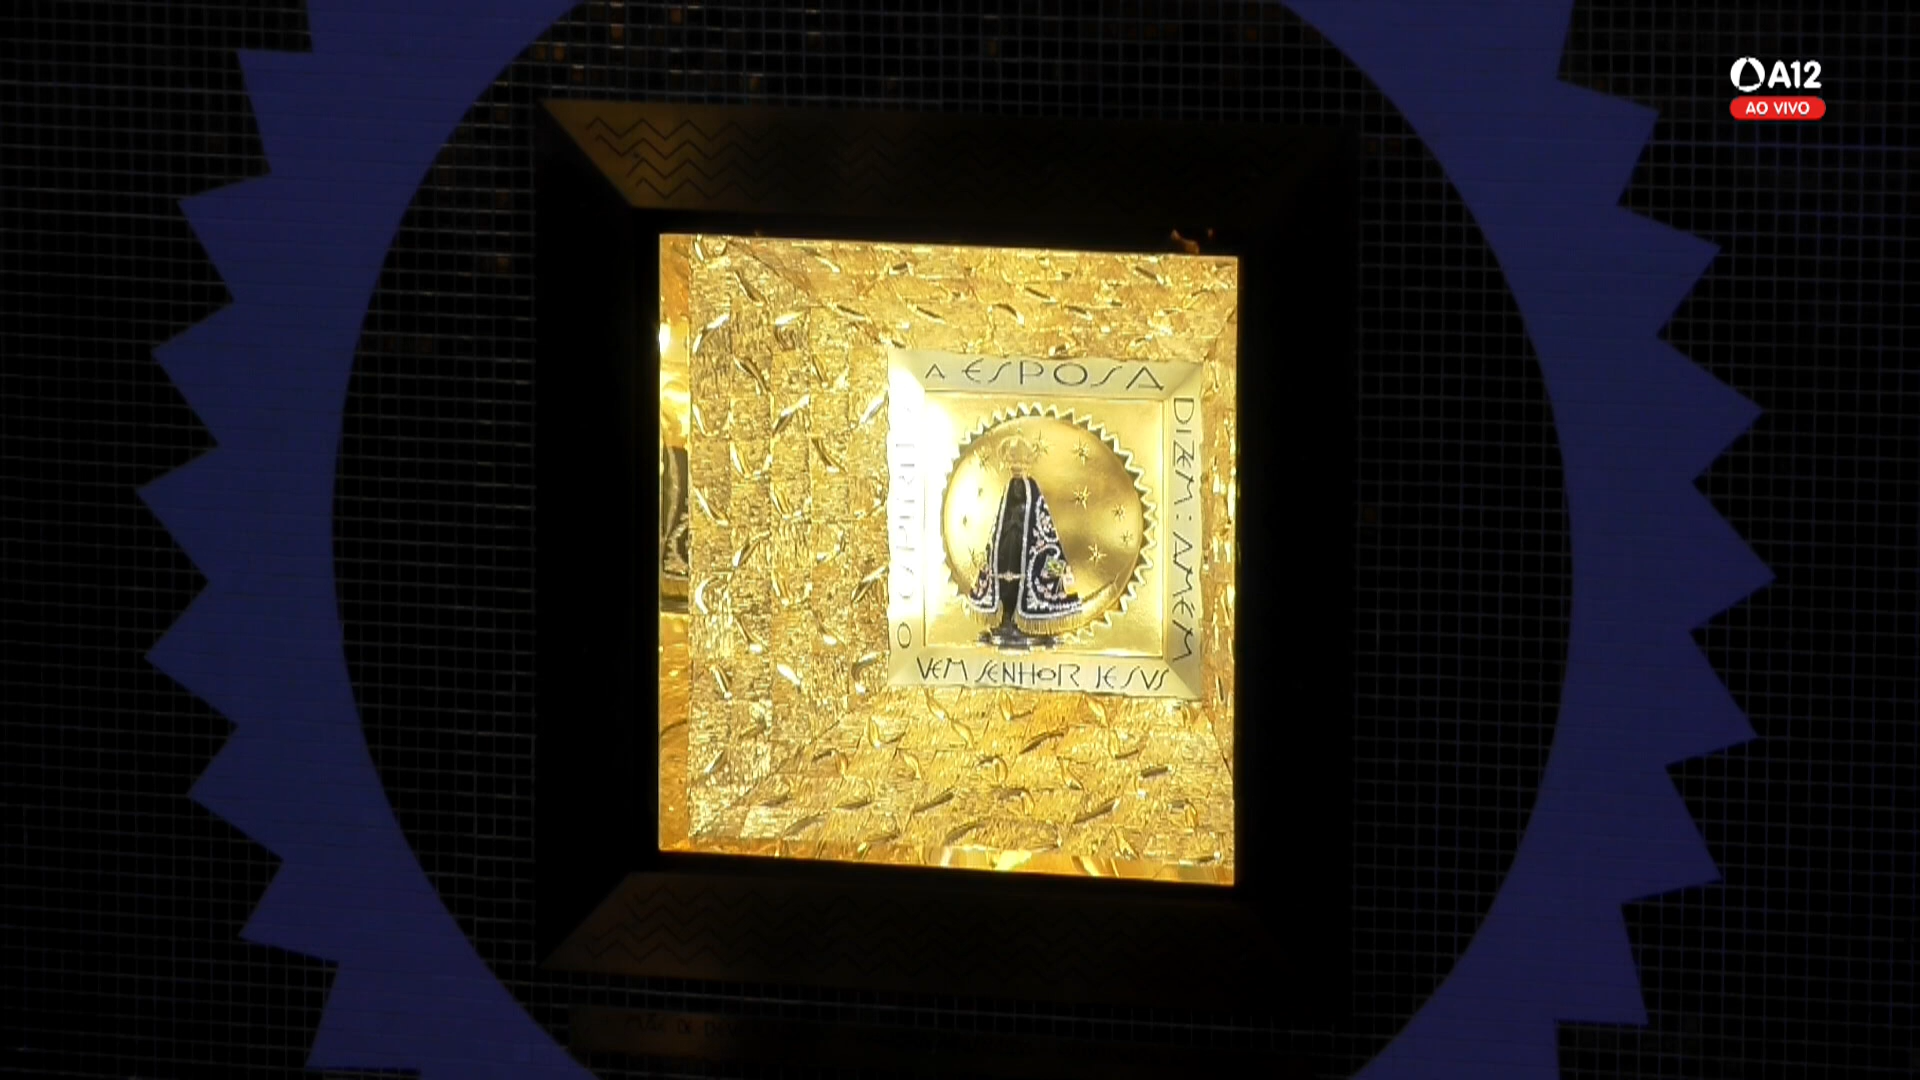 A12
AO VIVO
A ESPOSA
DIZEM: AMÉM
O ESPÍRITO E
VEM SENHOR JESUS